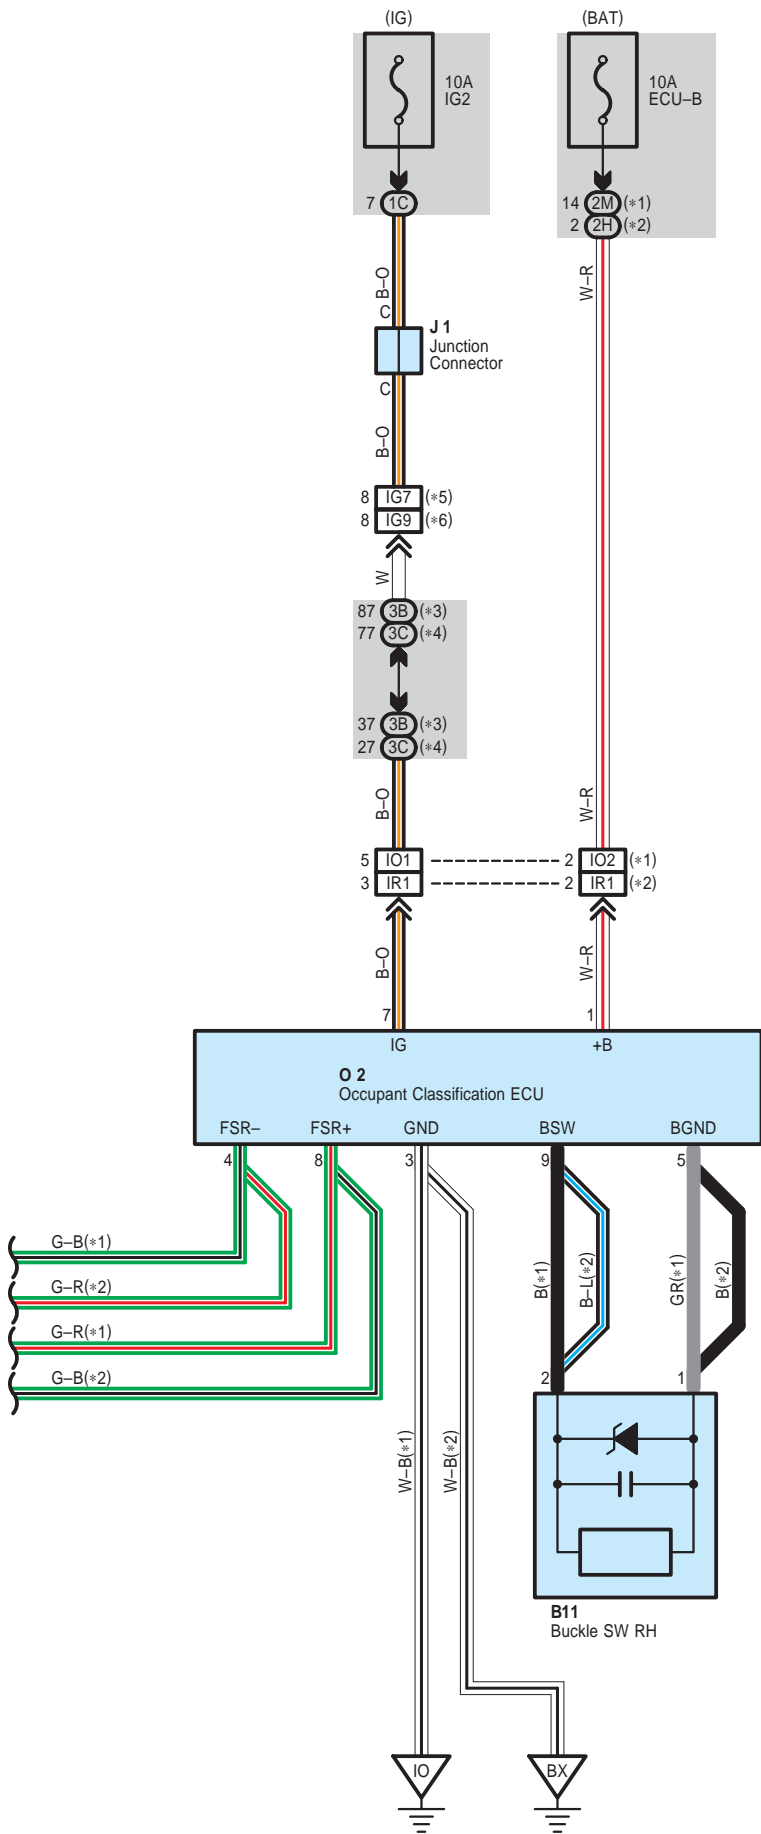 (IG)
(BAT)
10A
IG2
10A
ECU–B
7 1C
14 2M (*1)
2 2H (*2)
B–O
W–R
C
J 1
Junction
Connector
C
B–O
8 IG7 (*5)
8 IG9 (*6)
W
87 3B (*3)
77 3C (*4)
37 3B (*3)
27 3C (*4)
B–O
W–R
5 IO1
2 IO2 (*1)
3 IR1
2 IR1 (*2)
B–O
W–R
7
1
IG
+B
O 2
Occupant Classification ECU
FSR–
FSR+
GND
BSW
BGND
4
8
3
9
5
G–B(*1)
G–R(*2)
G–R(*1)
G–B(*2)
B(*1)
B–L(*2)
GR(*1)
B(*2)
2
1
W–B(*1)
W–B(*2)
B11
Buckle SW RH
IO
BX